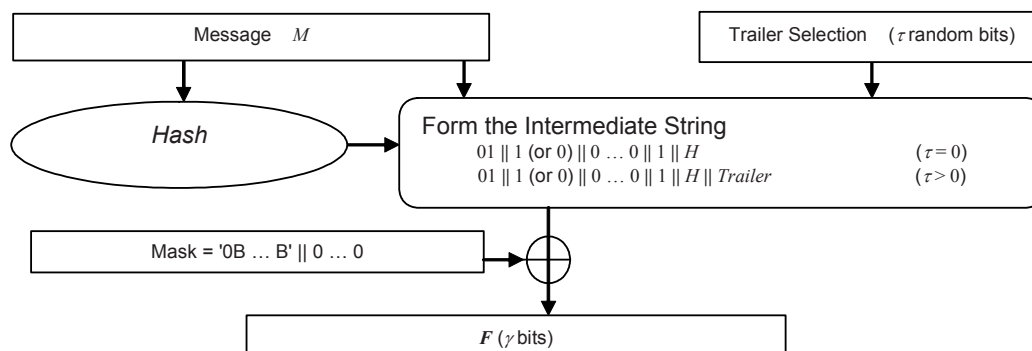 Message M
Trailer Selection (τ random bits)
Hash
Form the Intermediate String
01 || 1 (or 0) || 0 … 0 || 1 || H (τ = 0)
01 || 1 (or 0) || 0 … 0 || 1 || H || Trailer (τ > 0)
Mask = '0B … B' || 0 … 0
F (γ bits)